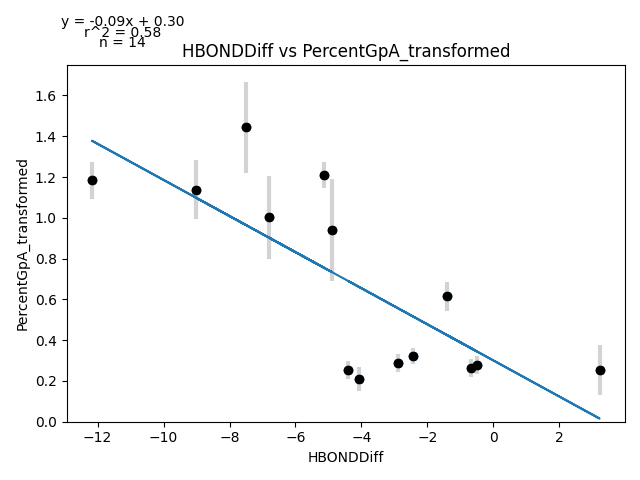 y = -0.09x + 0.30
r^2 = 0.58
n = 14
HBONDDiff vs PercentGpA_transformed
PercentGpA_transformed
1.6
1.4
1.2
1.0
0.8
0.6
0.4
0.2
0.0
−12
−10
−8
−6
−4
−2
0
2
HBONDDiff